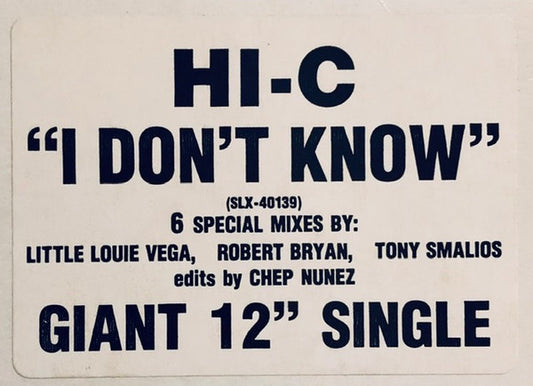 HI-C
“I DON’T KNOW”
(SLX-40139)
6 SPECIAL MIXES BY:
LITTLE LOUIE VEGA, ROBERT BRYAN, TONY SMALIOS
edits by CHEP NUNEZ
GIANT 12” SINGLE